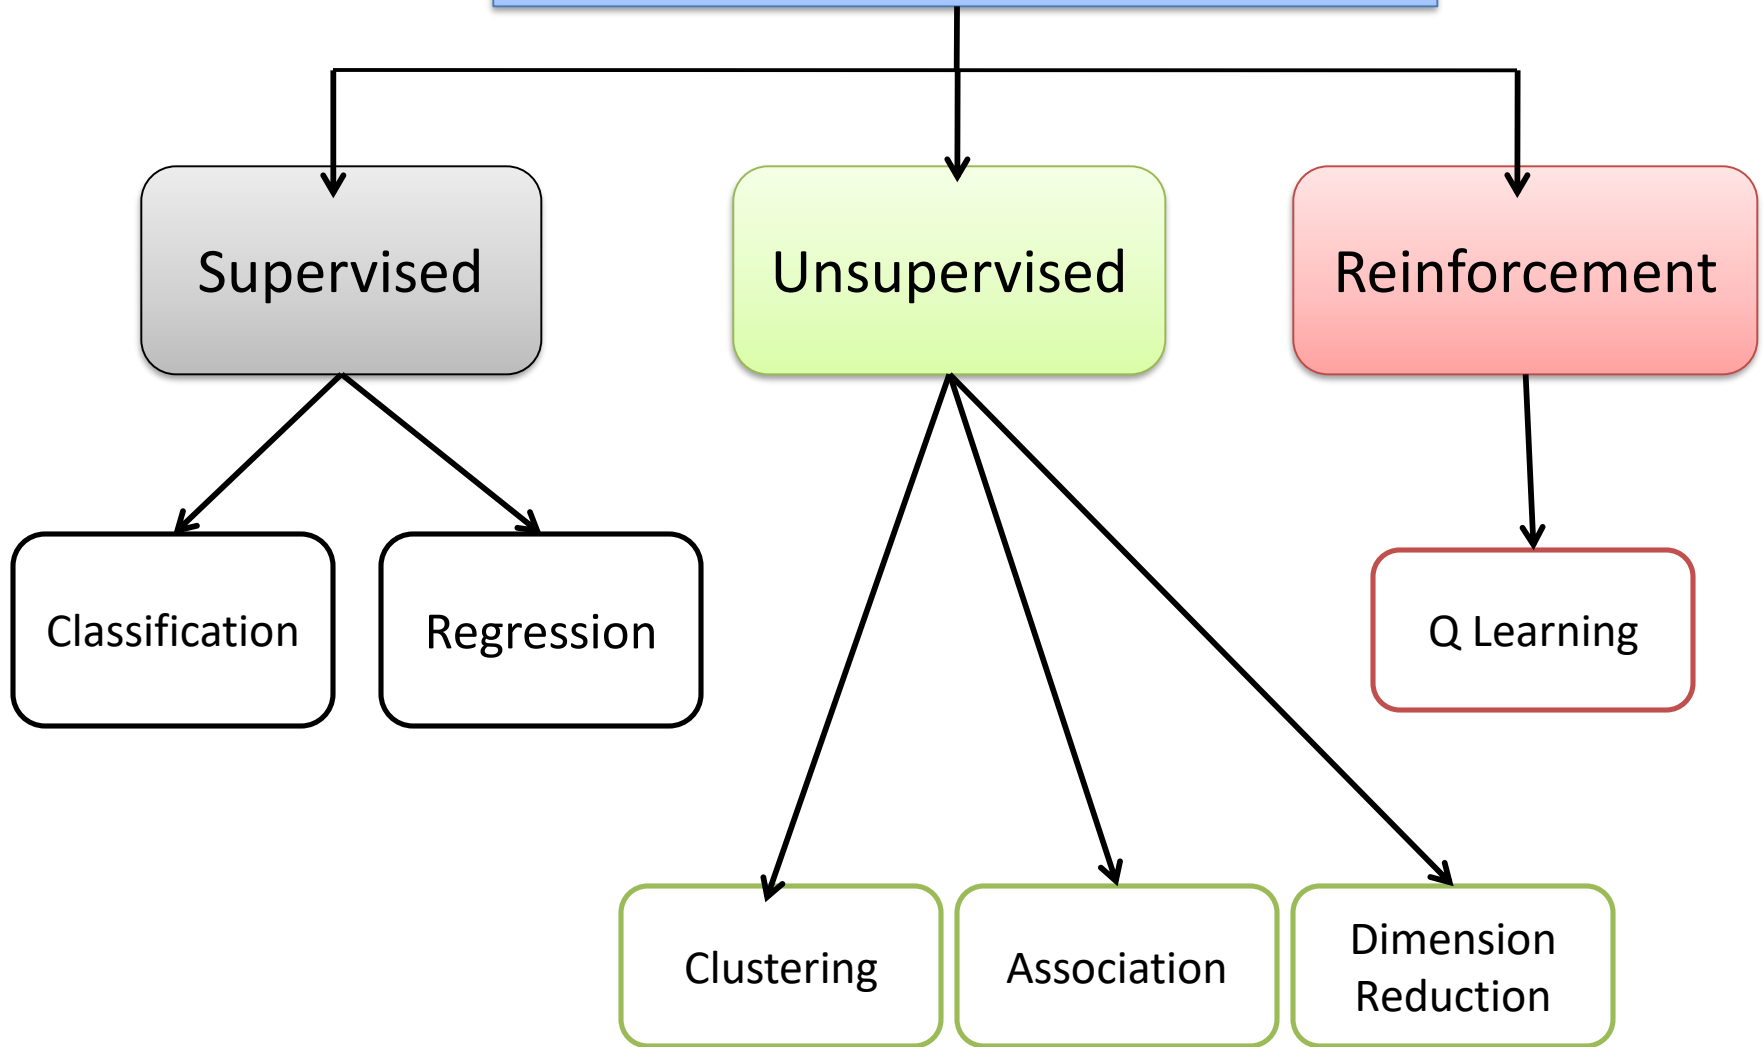 Supervised
Unsupervised
Reinforcement
Classification
Regression
Q Learning
Clustering
Association
Dimension
Reduction